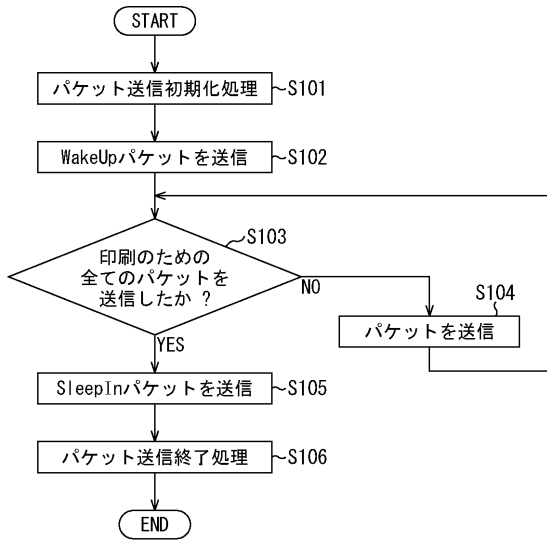 START
パケット送信初期化処理
S101
WakeUpパケットを送信
S102
S103
印刷のための
全てのパケットを
送信したか ?
NO
S104
パケットを送信
YES
SleepInパケットを送信
S105
パケット送信終了処理
S106
END